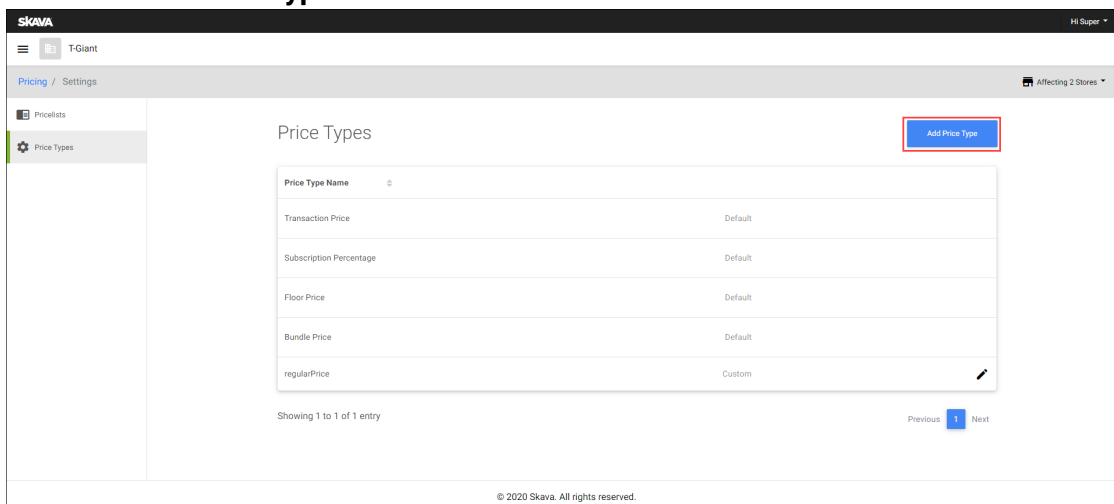 SKAVA
Hi Super
T-Giant
Pricing / Settings
Affecting 2 Stores
Pricelists
Price Types
Price Types
Add Price Type
Price Type Name
Transaction Price Default
Subscription Percentage Default
Floor Price Default
Bundle Price Default
regularPrice Custom
Showing 1 to 1 of 1 entry
Previous 1 Next
© 2020 Skava. All rights reserved.